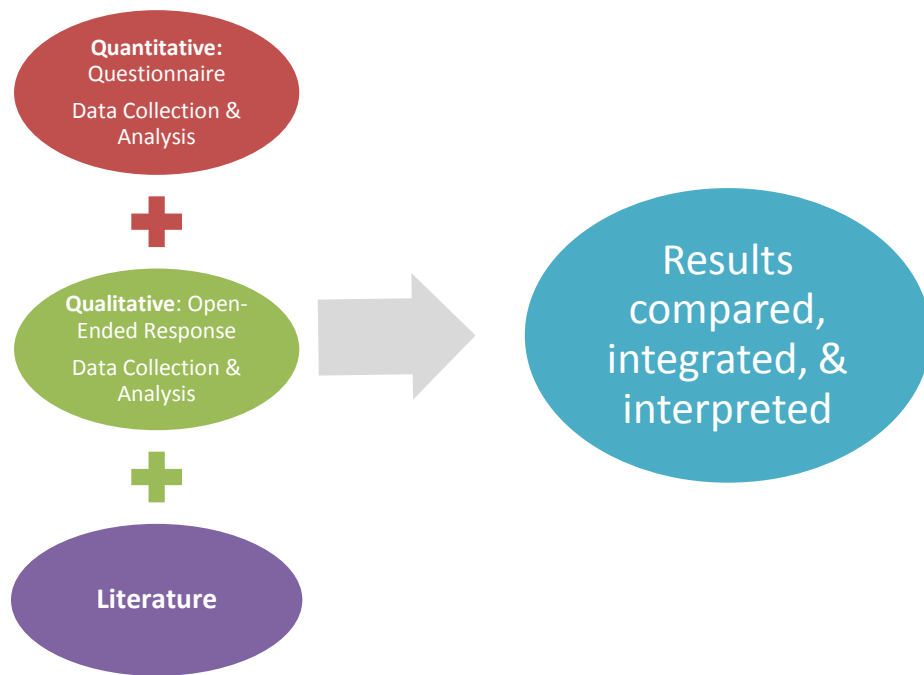 Quantitative:
Questionnaire
Data Collection &
Analysis
Qualitative: Open-
Ended Response
Data Collection &
Analysis
Literature
Results
compared,
integrated, &
interpreted